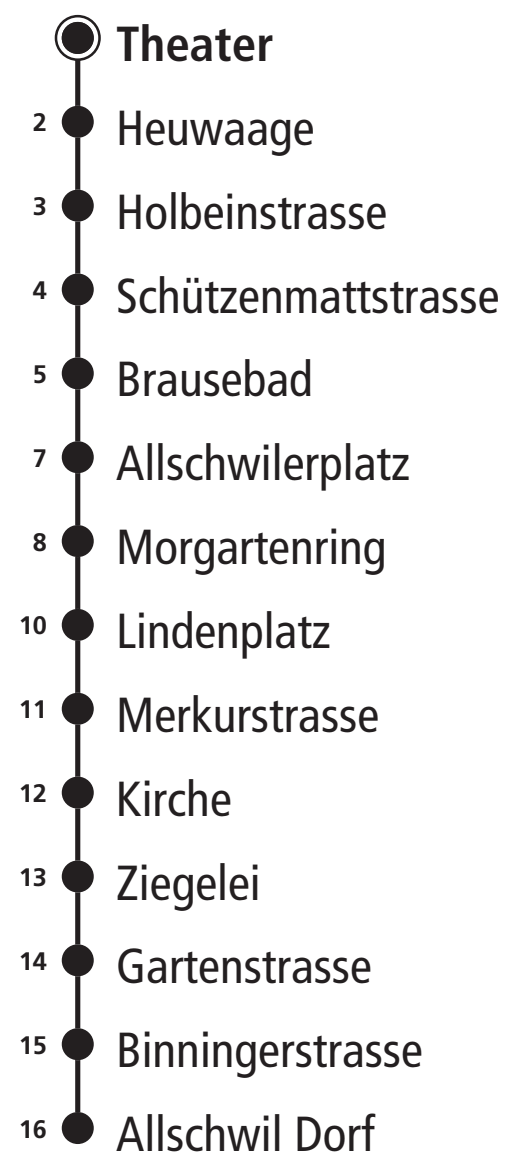 Theater
2 Heuwaage
3 Holbeinstrasse
4 Schützenmattstrasse
5 Brausebad
7 Allschwilerplatz
8 Morgartenring
10 Lindenplatz
11 Merkurstrasse
12 Kirche
13 Ziegelei
14 Gartenstrasse
15 Binningerstrasse
16 Allschwil Dorf